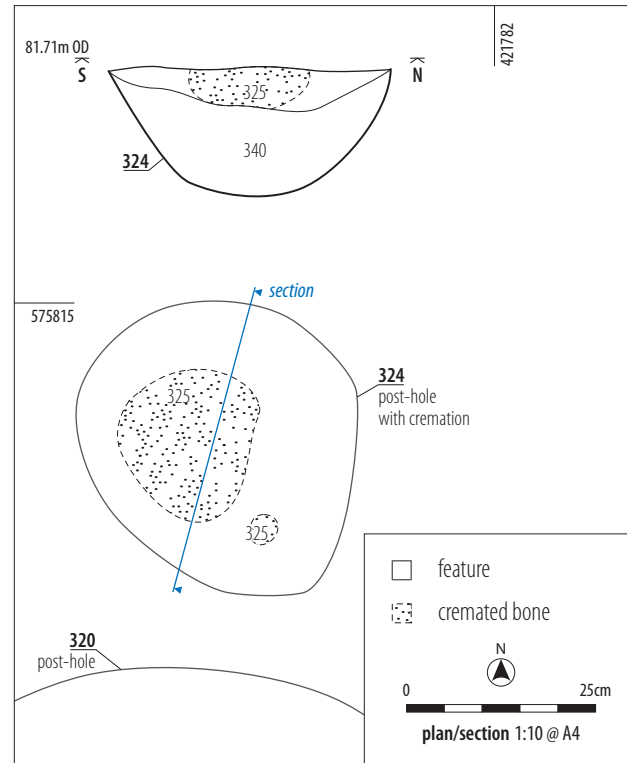 81.71m OD
S
N
421782
325
324
340
section
575815
324
post-hole
with cremation
325
325
320
post-hole
feature
cremated bone
N
0 25cm
plan/section 1:10 @ A4